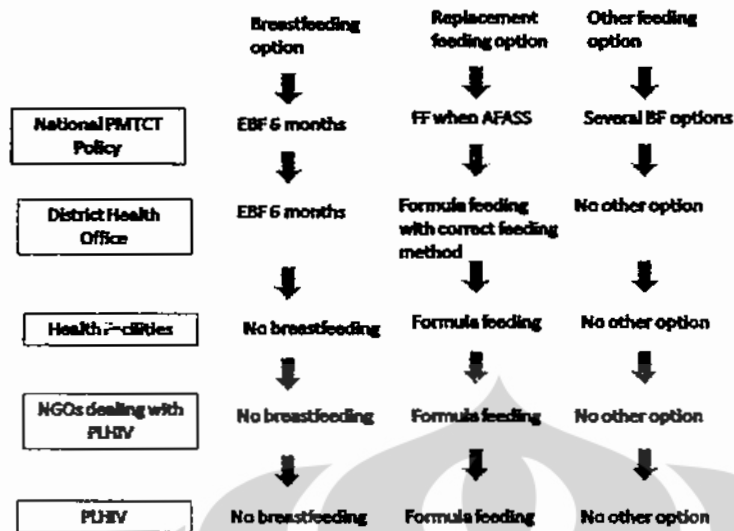 Breastfeeding option
Replacement feeding option
Other feeding option
National PMTCT Policy
EBF 6 months
FF when AFASS
Several BF options
District Health Office
EBF 6 months
Formula feeding with correct feeding method
No other option
Health Facilities
No breastfeeding
Formula feeding
No other option
NGOs dealing with PLHIV
No breastfeeding
Formula feeding
No other option
PLHIV
No breastfeeding
Formula feeding
No other option